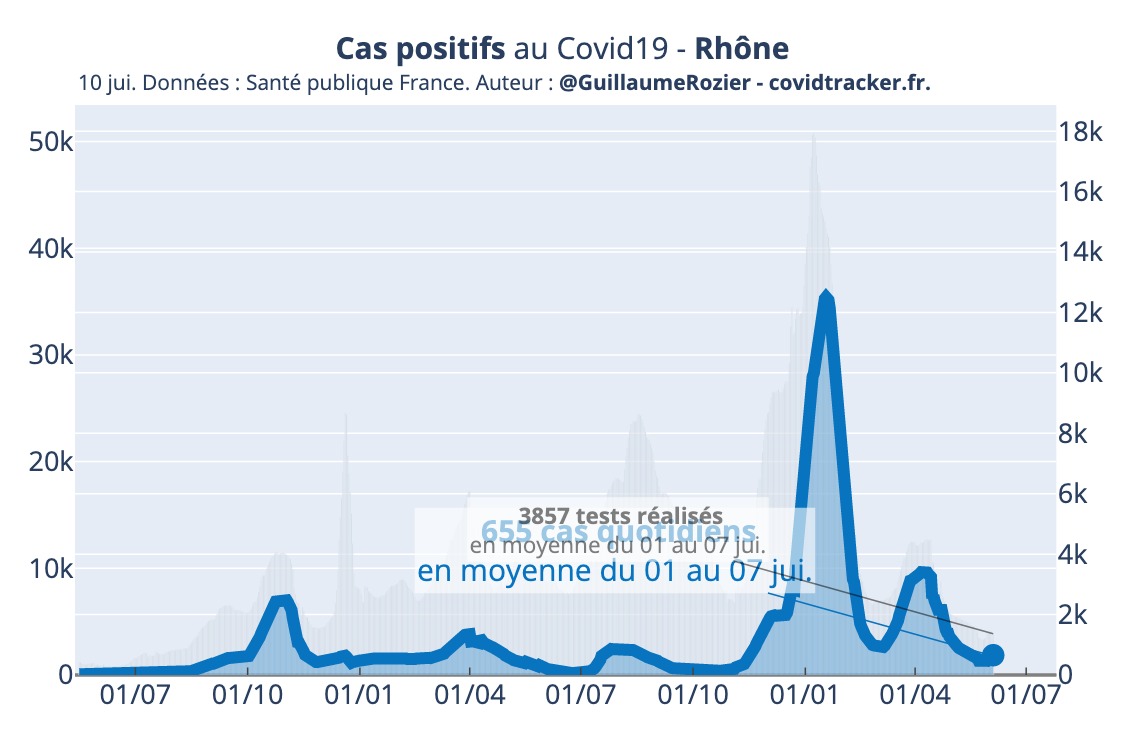 Cas positifs au Covid19 - Rhône
10 jui. Données : Santé publique France. Auteur : @GuillaumeRozier - covidtracker.fr.
50k
40k
30k
20k
10k
0
18k
16k
14k
12k
10k
8k
6k
4k
2k
0
3857 tests réalisés
en moyenne du 01 au 07 jui.
655 cas quotidiens
en moyenne du 01 au 07 jui.
01/07 01/10 01/01 01/04 01/07 01/10 01/01 01/04 01/07